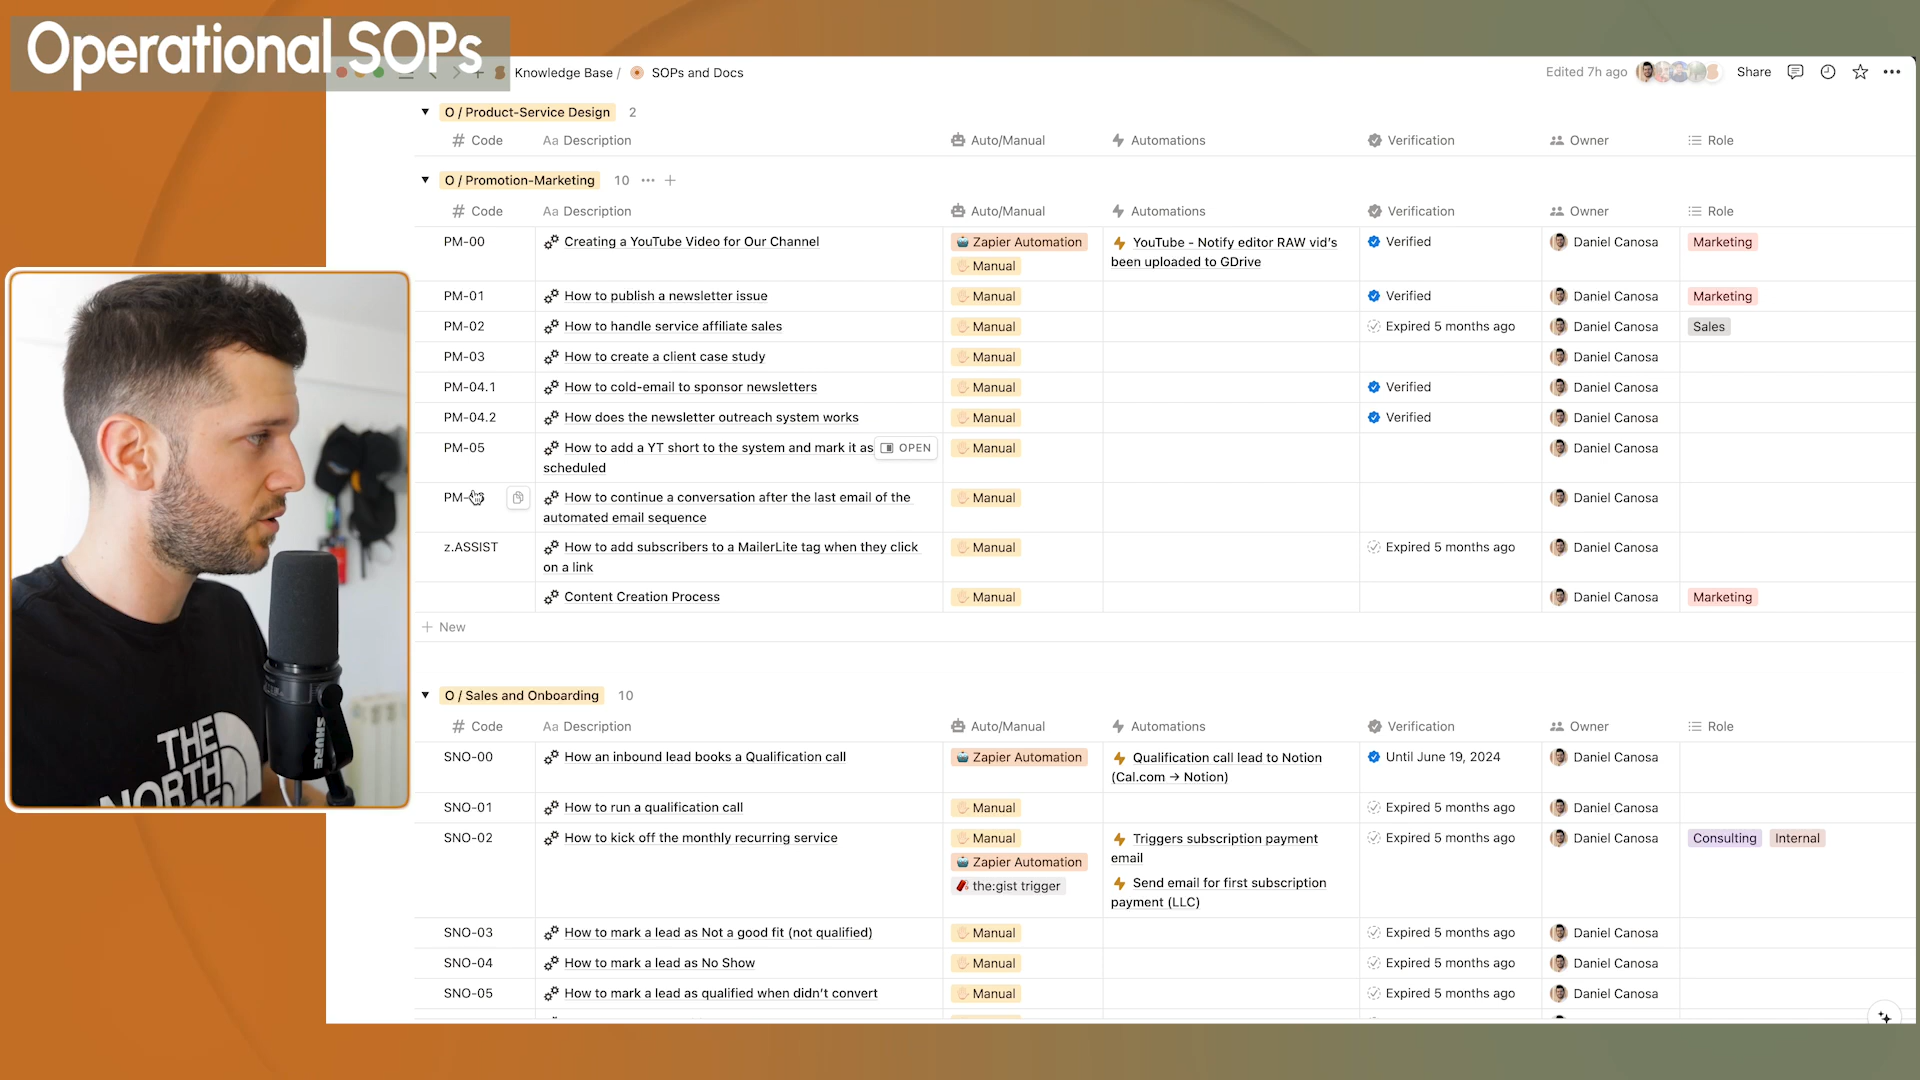 Operational SOPs
Knowledge Base / SOPs and Docs
Edited 7h ago Share
O / Product-Service Design 2
# Code Aa Description Auto/Manual Automations Verification Owner Role
O / Promotion-Marketing 10
# Code Aa Description Auto/Manual Automations Verification Owner Role
PM-00 Creating a YouTube Video for Our Channel Zapier Automation YouTube - Notify editor RAW vid's Verified Daniel Canosa Marketing
Manual been uploaded to GDrive
PM-01 How to publish a newsletter issue Manual Verified Daniel Canosa Marketing
PM-02 How to handle service affiliate sales Manual Expired 5 months ago Daniel Canosa Sales
PM-03 How to create a client case study Manual Daniel Canosa
PM-04.1 How to cold-email to sponsor newsletters Manual Verified Daniel Canosa
PM-04.2 How does the newsletter outreach system works Manual Verified Daniel Canosa
PM-05 How to add a YT short to the system and mark it as OPEN Manual Daniel Canosa
scheduled
How to continue a conversation after the last email of the Manual Daniel Canosa
automated email sequence
z.ASSIST How to add subscribers to a MailerLite tag when they click Manual Expired 5 months ago Daniel Canosa
on a link
Content Creation Process Manual Daniel Canosa Marketing
+ New
O / Sales and Onboarding 10
# Code Aa Description Auto/Manual Automations Verification Owner Role
SNO-00 How an inbound lead books a Qualification call Zapier Automation Qualification call lead to Notion Until June 19, 2024 Daniel Canosa
(Cal.com → Notion)
SNO-01 How to run a qualification call Manual Expired 5 months ago Daniel Canosa
SNO-02 How to kick off the monthly recurring service Manual Triggers subscription payment Expired 5 months ago Daniel Canosa Consulting Internal
email
Zapier Automation
the:gist trigger Send email for first subscription
payment (LLC)
SNO-03 How to mark a lead as Not a good fit (not qualified) Manual Expired 5 months ago Daniel Canosa
SNO-04 How to mark a lead as No Show Manual Expired 5 months ago Daniel Canosa
SNO-05 How to mark a lead as qualified when didn't convert Manual Expired 5 months ago Daniel Canosa
THE
NORTH
SHURE